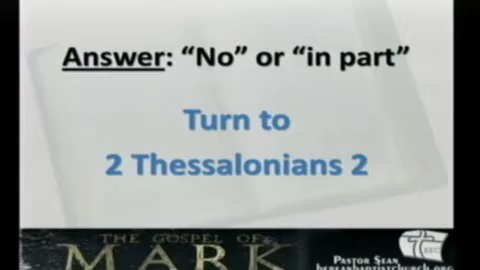 Answer: “No” or “in part”
Turn to
2 Thessalonians 2
THE GOSPEL OF
MARK
PASTOR SEAN
bereanbaptistchurch.org